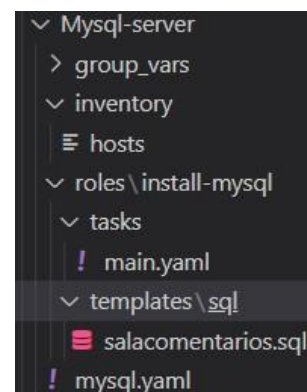 Mysql-server
group_vars
inventory
hosts
roles\install-mysql
tasks
! main.yaml
templates\sql
salacomentarios.sql
! mysql.yaml